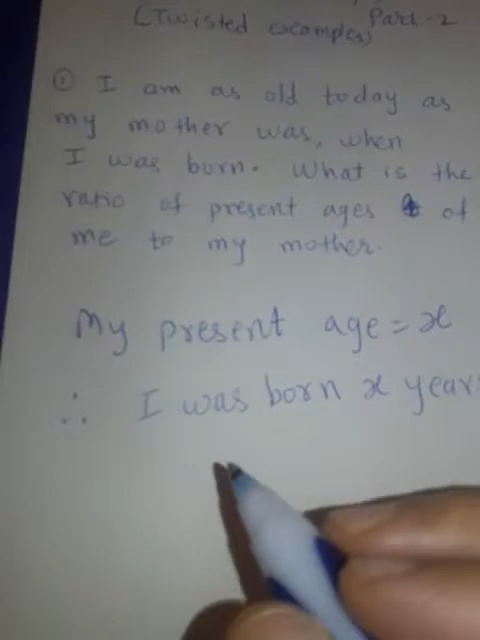 (Twisted examples) Part-2
① I am as old today as
my mother was, when
I was born. What is the
ratio of present ages of
me to my mother.
My present age = x
∴ I was born x years